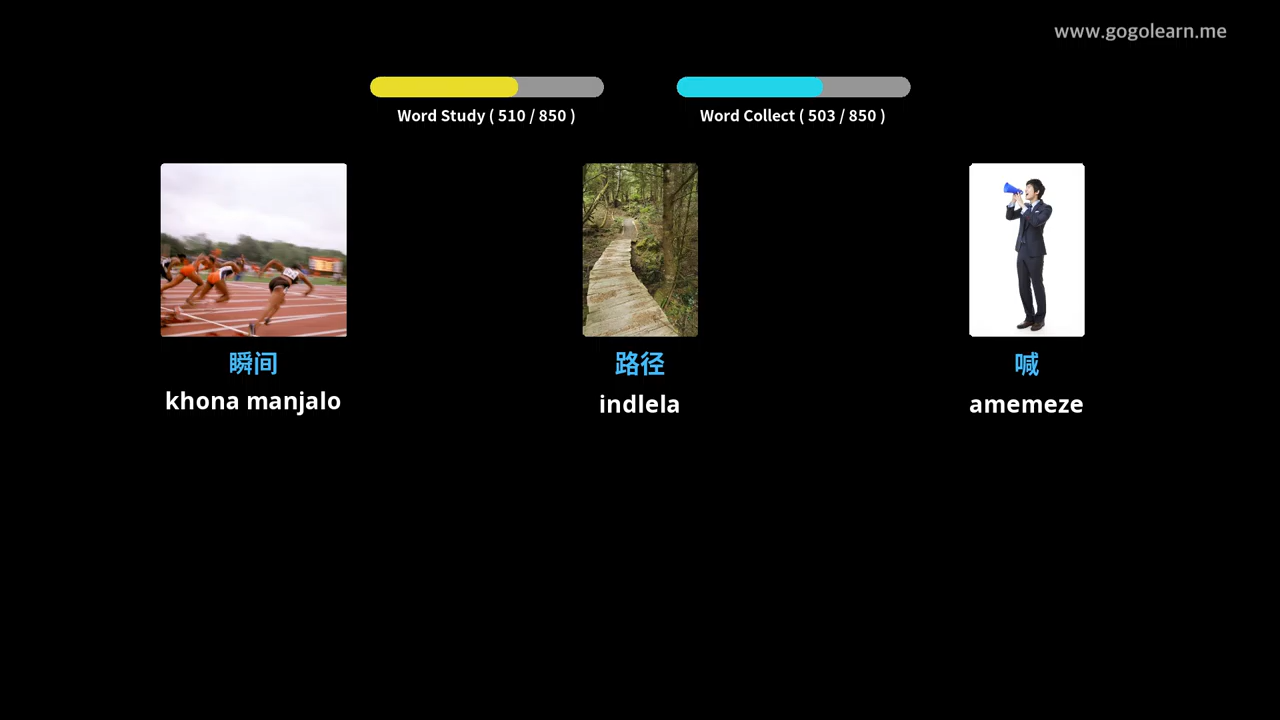 www.gogolearn.me
Word Study ( 510 / 850 )
Word Collect ( 503 / 850 )
瞬间
路径
喊
khona manjalo
indlela
amemeze